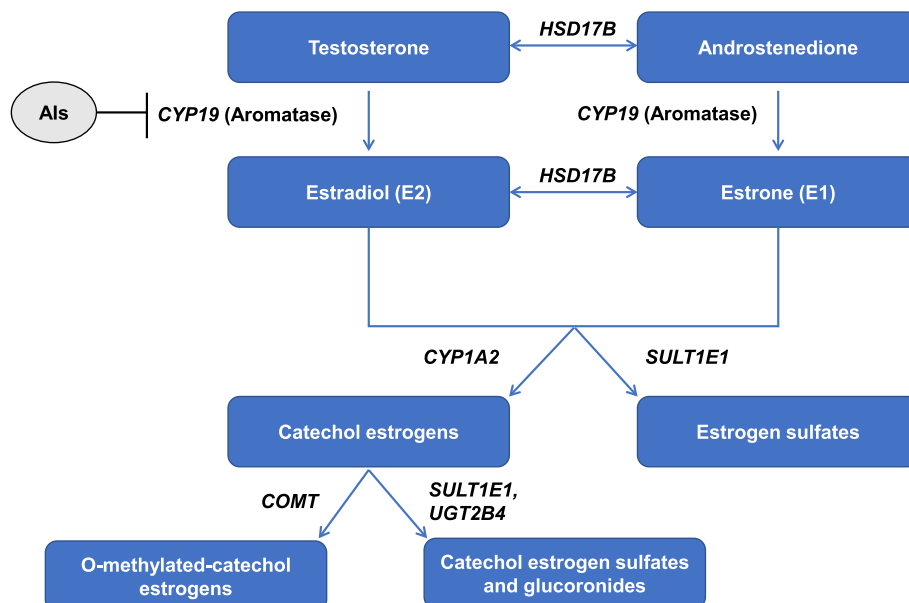 Testosterone
HSD17B
Androstenedione
AIs
CYP19 (Aromatase)
CYP19 (Aromatase)
Estradiol (E2)
HSD17B
Estrone (E1)
CYP1A2
SULT1E1
Catechol estrogens
Estrogen sulfates
COMT
SULT1E1,
UGT2B4
O-methylated-catechol
estrogens
Catechol estrogen sulfates
and glucoronides